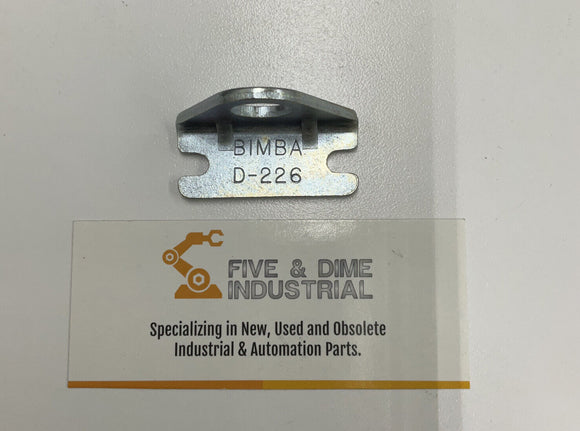 BIMBA
D-226
FIVE & DIME
INDUSTRIAL
Specializing in New, Used and Obsolete
Industrial & Automation Parts.